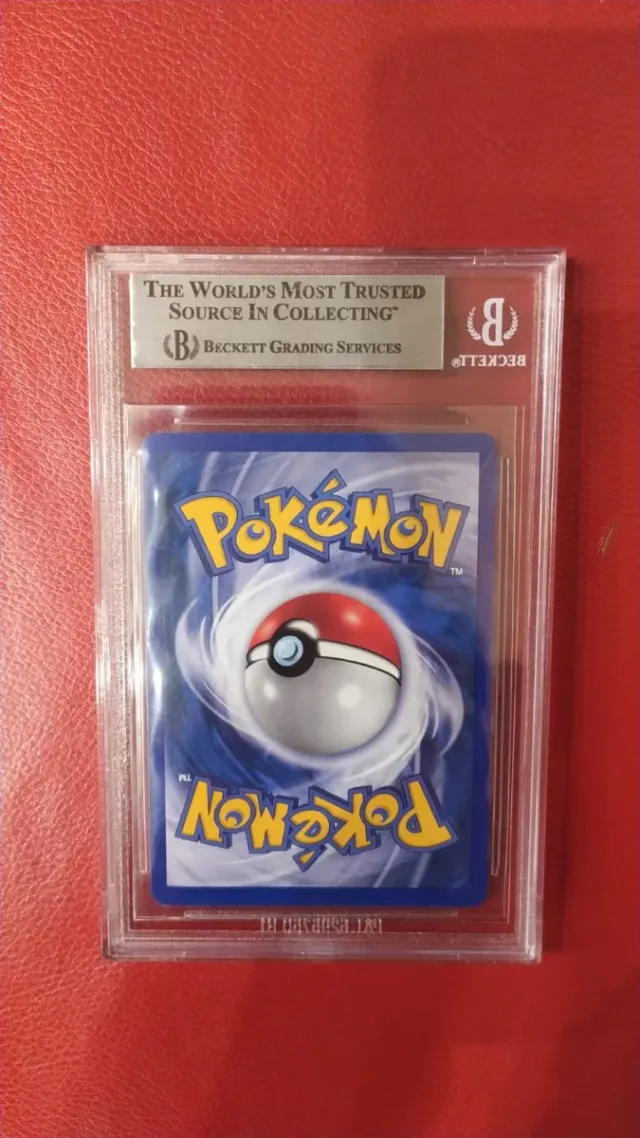 THE WORLD'S MOST TRUSTED
SOURCE IN COLLECTING™
B BECKETT GRADING SERVICES
B
BECKETT®
POKéMON
™
POKéMON
™